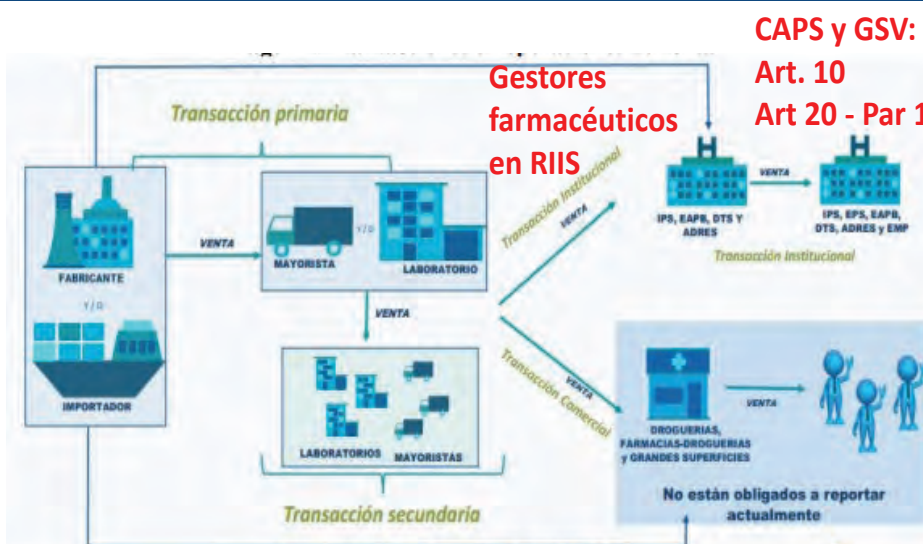 CAPS y GSV:
Art. 10
Art 20 - Par 1
Gestores
farmacéuticos
en RIIS
Transacción primaria
FABRICANTE
Y/O
IMPORTADOR
VENTA
MAYORISTA
Y/O
LABORATORIO
VENTA
LABORATORIOS
MAYORISTAS
Transacción secundaria
Transacción Institucional
VENTA
H
IPS, EAPB, DTS Y
ADRES
VENTA
H
IPS, EPS, EAPB,
DTS, ADRES y EMP
Transacción Institucional
Transacción Comercial
VENTA
DROGUERIAS,
FARMACIAS-DROGUERIAS
y GRANDES SUPERFICIES
VENTA
No están obligados a reportar
actualmente